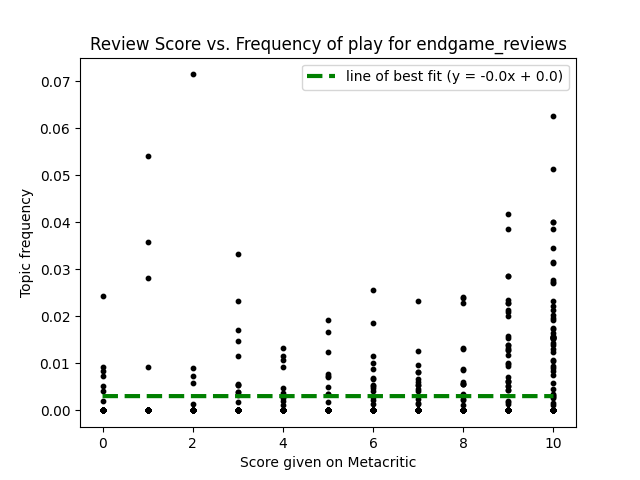 Review Score vs. Frequency of play for endgame_reviews
line of best fit (y = -0.0x + 0.0)
0.07
0.06
0.05
0.04
0.03
0.02
0.01
0.00
Topic frequency
0 2 4 6 8 10
Score given on Metacritic